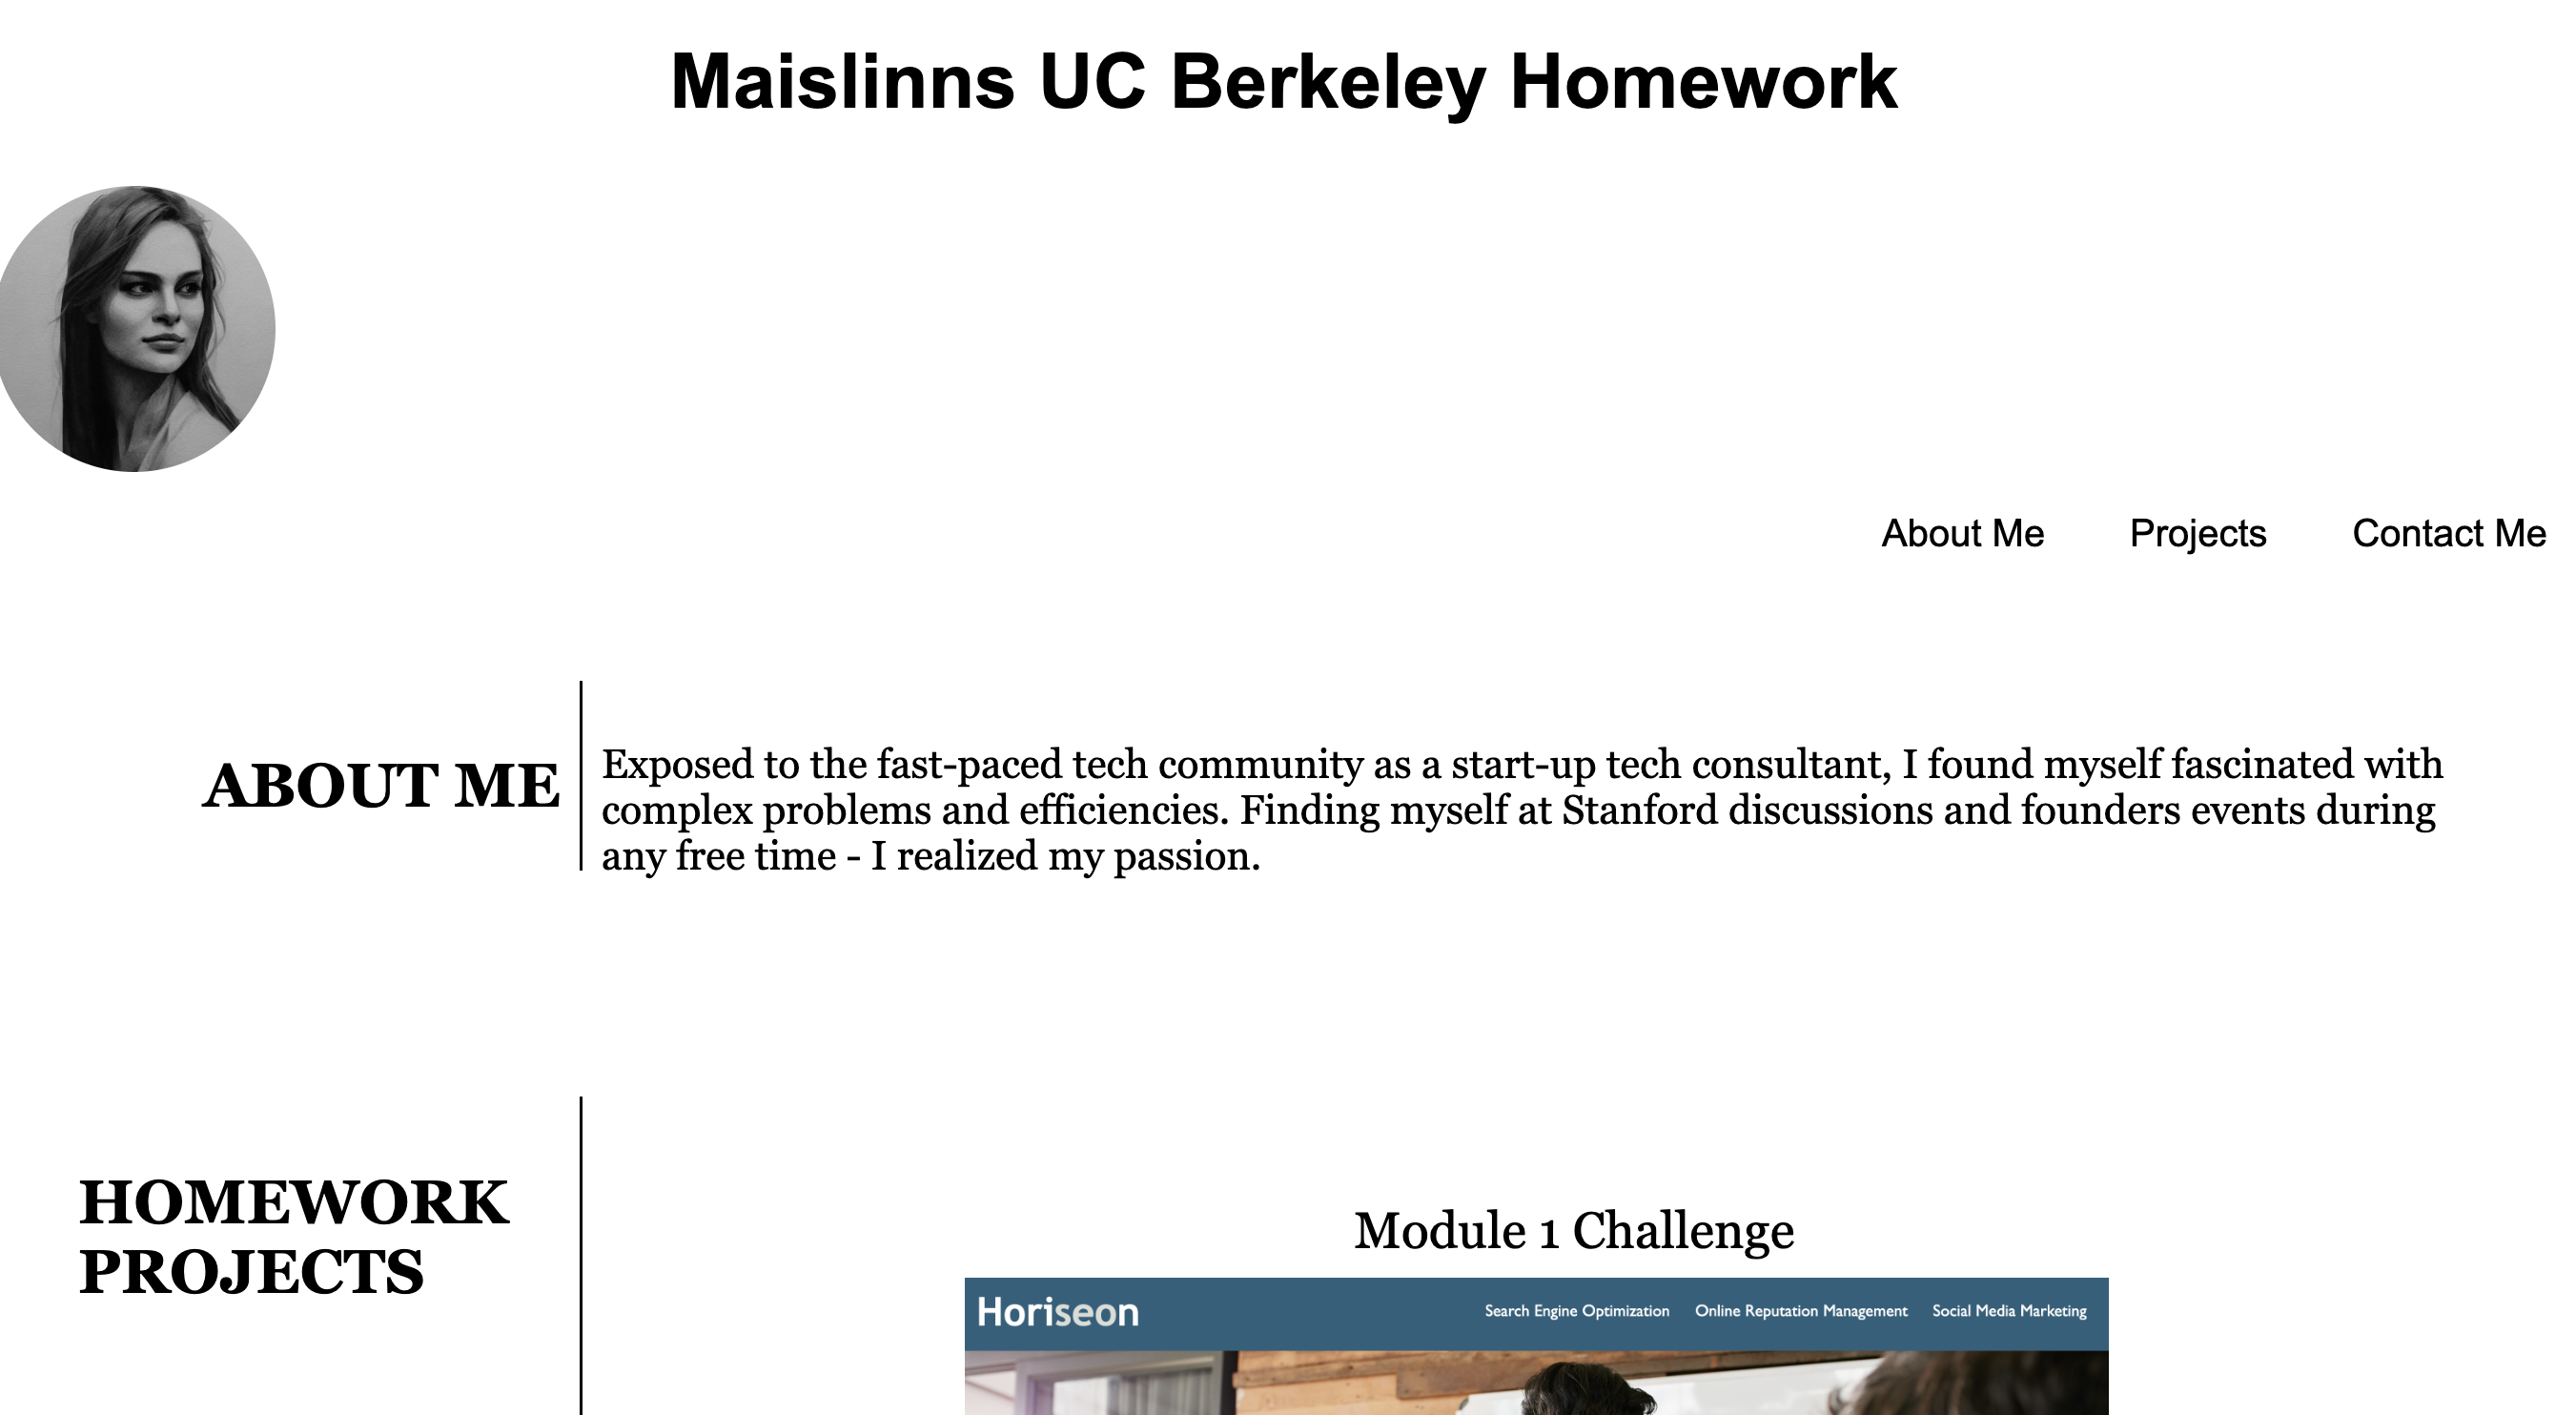 Maislinns UC Berkeley Homework
About Me Projects Contact Me
ABOUT ME
Exposed to the fast-paced tech community as a start-up tech consultant, I found myself fascinated with
complex problems and efficiencies. Finding myself at Stanford discussions and founders events during
any free time - I realized my passion.
HOMEWORK
PROJECTS
Module 1 Challenge
Horiseon
Search Engine Optimization Online Reputation Management Social Media Marketing